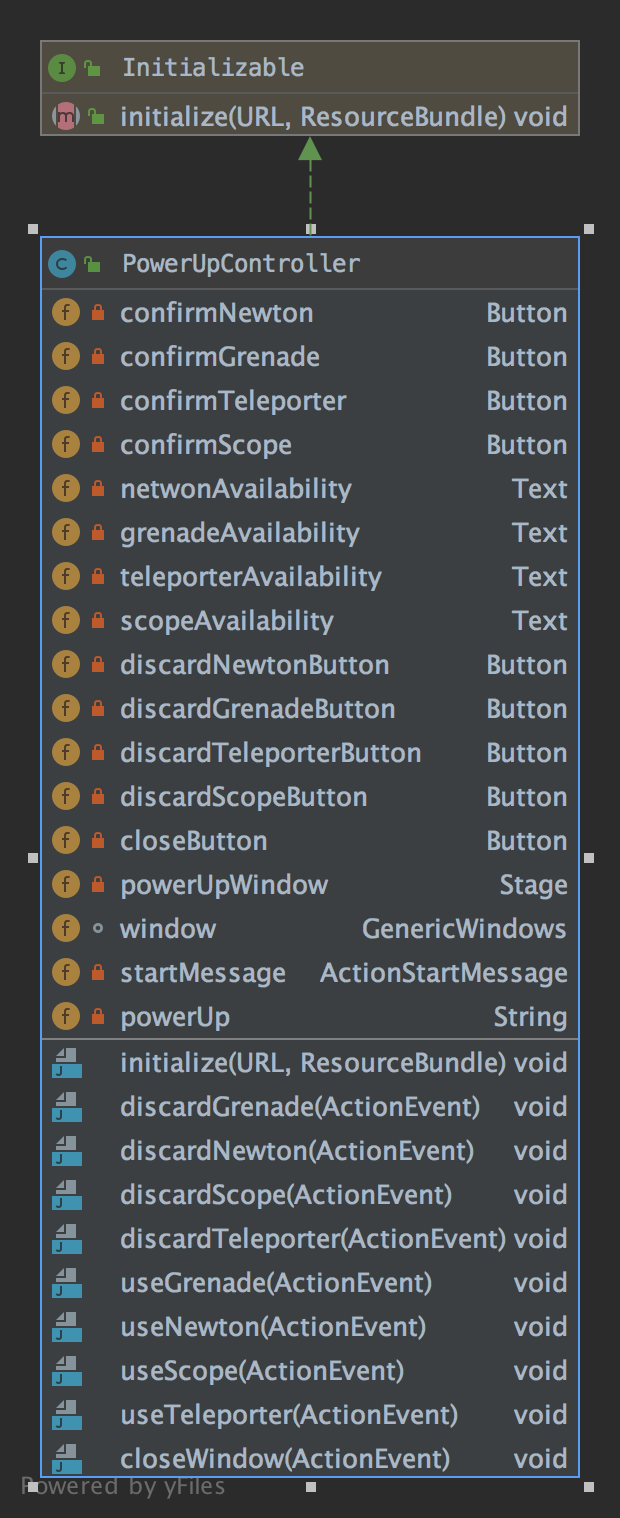 Initializable
initialize(URL, ResourceBundle) void
PowerUpController
confirmNewton Button
confirmGrenade Button
confirmTeleporter Button
confirmScope Button
netwonAvailability Text
grenadeAvailability Text
teleporterAvailability Text
scopeAvailability Text
discardNewtonButton Button
discardGrenadeButton Button
discardTeleporterButton Button
discardScopeButton Button
closeButton Button
powerUpWindow Stage
window GenericWindows
startMessage ActionStartMessage
powerUp String
initialize(URL, ResourceBundle) void
discardGrenade(ActionEvent) void
discardNewton(ActionEvent) void
discardScope(ActionEvent) void
discardTeleporter(ActionEvent) void
useGrenade(ActionEvent) void
useNewton(ActionEvent) void
useScope(ActionEvent) void
useTeleporter(ActionEvent) void
closeWindow(ActionEvent) void
Powered by yFiles